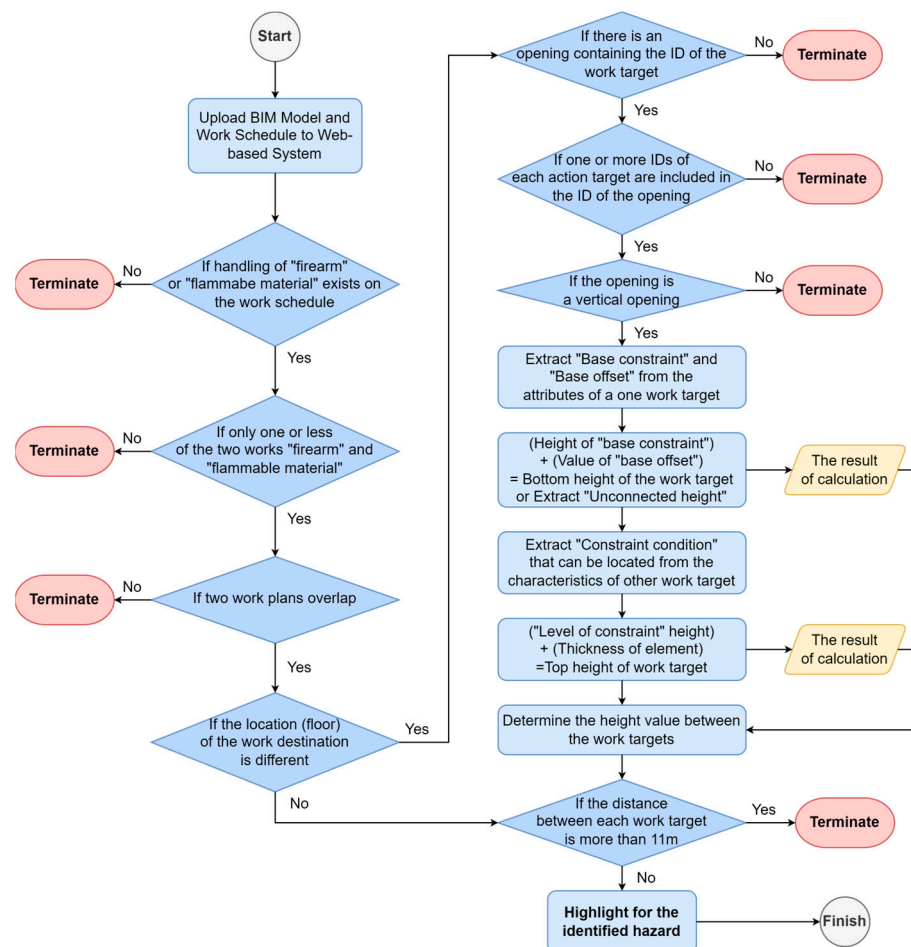 Start
Upload BIM Model and
Work Schedule to Web-
based System
If handling of "firearm"
or "flammabe material" exists on
the work schedule
No
Terminate
Yes
If only one or less
of the two works "firearm" and
"flammable material"
No
Terminate
Yes
If two work plans overlap
No
Terminate
Yes
If the location (floor)
of the work destination
is different
Yes
No
If there is an
opening containing the ID of the
work target
No
Terminate
Yes
If one or more IDs of
each action target are included in
the ID of the opening
No
Terminate
Yes
If the opening is
a vertical opening
No
Terminate
Yes
Extract "Base constraint" and
"Base offset" from the
attributes of a one work target
(Height of "base constraint")
+ (Value of "base offset")
= Bottom height of the work target
or Extract "Unconnected height"
The result
of calculation
Extract "Constraint condition"
that can be located from the
characteristics of other work target
("Level of constraint" height)
+ (Thickness of element)
=Top height of work target
The result
of calculation
Determine the height value between
the work targets
If the distance
between each work target
is more than 11m
Yes
Terminate
No
Highlight for the
identified hazard
Finish